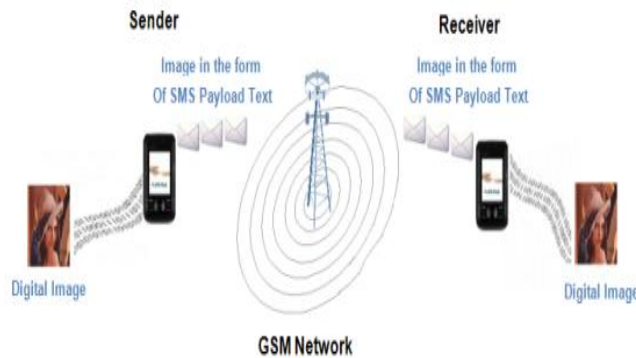 Sender
Receiver
Image in the form
Of SMS Payload Text
Image in the form
Of SMS Payload Text
Digital Image
Digital Image
GSM Network